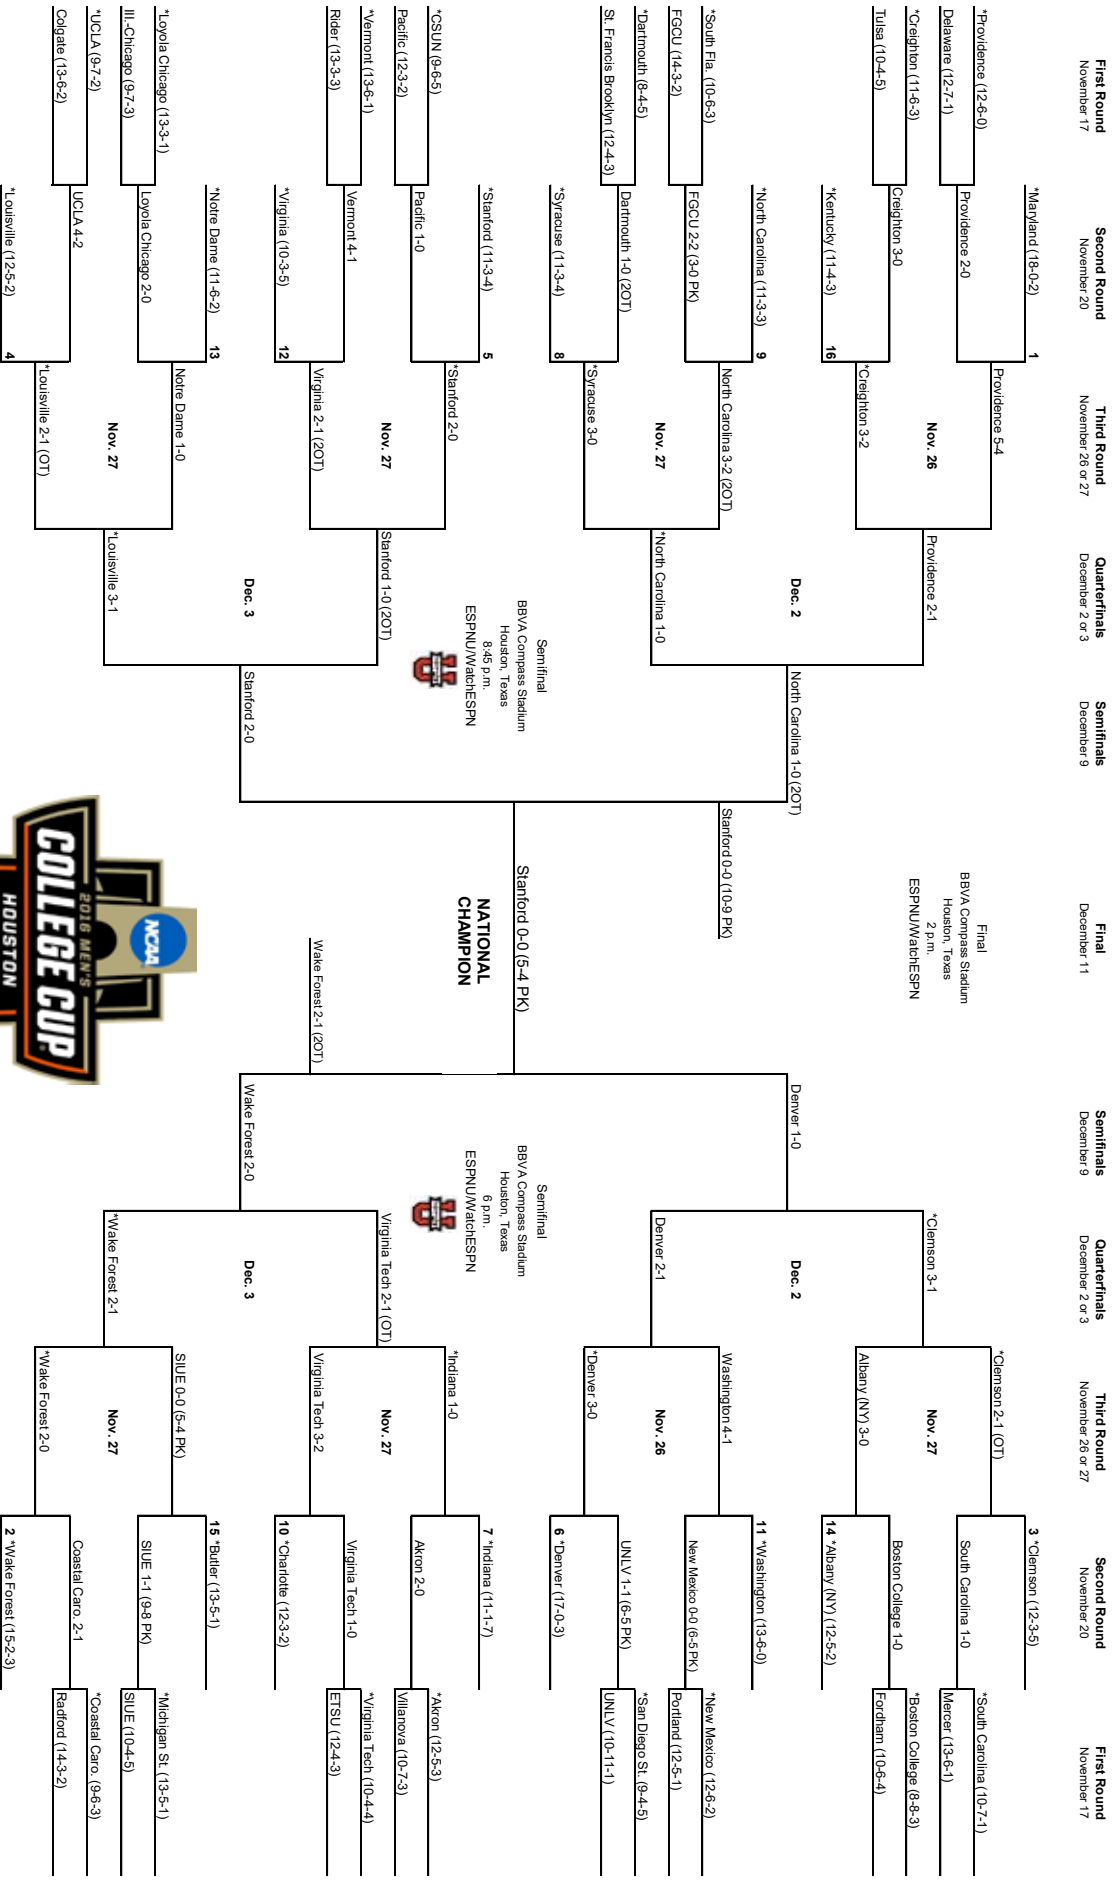 First Round
November 17
Second Round
November 20
Third Round
November 26 or 27
Quarterfinals
December 2 or 3
Semifinals
December 9
Final
December 11
Semifinals
December 9
Quarterfinals
December 2 or 3
Third Round
November 26 or 27
Second Round
November 20
First Round
November 17
*Maryland (18-0-2)
1
*Providence (12-6-0)
Providence 2-0
Delaware (12-7-1)
Providence 5-4
Nov. 26
*Creighton (11-6-3)
Creighton 3-0
Tulsa (10-4-5)
*Creighton 3-2
*Kentucky (11-4-3)
16
Providence 2-1
Dec. 2
*North Carolina (11-3-3)
9
*South Fla. (10-6-3)
FGCU 2-2 (3-0 PK)
FGCU (14-3-2)
North Carolina 3-2 (2OT)
Nov. 27
*Dartmouth (8-4-5)
Dartmouth 1-0 (2OT)
St. Francis Brooklyn (12-4-3)
*Syracuse 3-0
*Syracuse (11-3-4)
8
*North Carolina 1-0
North Carolina 1-0 (2OT)
Semifinal
BBVA Compass Stadium
Houston, Texas
8:45 p.m.
ESPNU/WatchESPN
*Stanford (11-3-4)
5
*CSUN (9-6-5)
Pacific 1-0
Pacific (12-3-2)
*Stanford 2-0
Nov. 27
*Vermont (13-6-1)
Vermont 4-1
Rider (13-3-3)
Virginia 2-1 (2OT)
*Virginia (10-3-5)
12
Stanford 1-0 (2OT)
Dec. 3
*Notre Dame (11-6-2)
13
*Loyola Chicago (13-3-1)
Loyola Chicago 2-0
Ill.-Chicago (9-7-3)
Notre Dame 1-0
Nov. 27
*UCLA (9-7-2)
UCLA 4-2
Colgate (13-6-2)
*Louisville 2-1 (OT)
*Louisville (12-5-2)
4
*Louisville 3-1
Stanford 2-0
Stanford 0-0 (10-9 PK)
Final
BBVA Compass Stadium
Houston, Texas
2 p.m.
ESPNU/WatchESPN
Stanford 0-0 (5-4 PK)
NATIONAL
CHAMPION
Wake Forest 2-1 (2OT)
NCAA
2016 MEN'S
COLLEGE CUP
HOUSTON
Denver 1-0
*Clemson 3-1
Dec. 2
Denver 2-1
*Clemson 2-1 (OT)
Nov. 27
Albany (NY) 3-0
3 *Clemson (12-3-5)
South Carolina 1-0
*South Carolina (10-7-1)
Mercer (13-6-1)
Boston College 1-0
*Boston College (8-8-3)
Fordham (10-6-4)
14 *Albany (NY) (12-5-2)
Washington 4-1
Nov. 26
*Denver 3-0
11 *Washington (13-6-0)
New Mexico 0-0 (6-5 PK)
*New Mexico (12-6-2)
Portland (12-5-1)
UNLV 1-1 (6-5 PK)
*San Diego St. (9-4-5)
UNLV (10-11-1)
6 *Denver (17-0-3)
Semifinal
BBVA Compass Stadium
Houston, Texas
6 p.m.
ESPNU/WatchESPN
Wake Forest 2-0
Virginia Tech 2-1 (OT)
Dec. 3
*Wake Forest 2-1
*Indiana 1-0
Nov. 27
Virginia Tech 3-2
7 *Indiana (11-1-7)
Akron 2-0
*Akron (12-5-3)
Villanova (10-7-3)
Virginia Tech 1-0
*Virginia Tech (10-4-4)
ETSU (12-4-3)
10 *Charlotte (12-3-2)
SIUE 0-0 (5-4 PK)
Nov. 27
*Wake Forest 2-0
15 *Butler (13-5-1)
SIUE 1-1 (9-8 PK)
*Michigan St. (13-5-1)
SIUE (10-4-5)
Coastal Caro. 2-1
*Coastal Caro. (9-6-3)
Radford (14-3-2)
2 *Wake Forest (15-2-3)